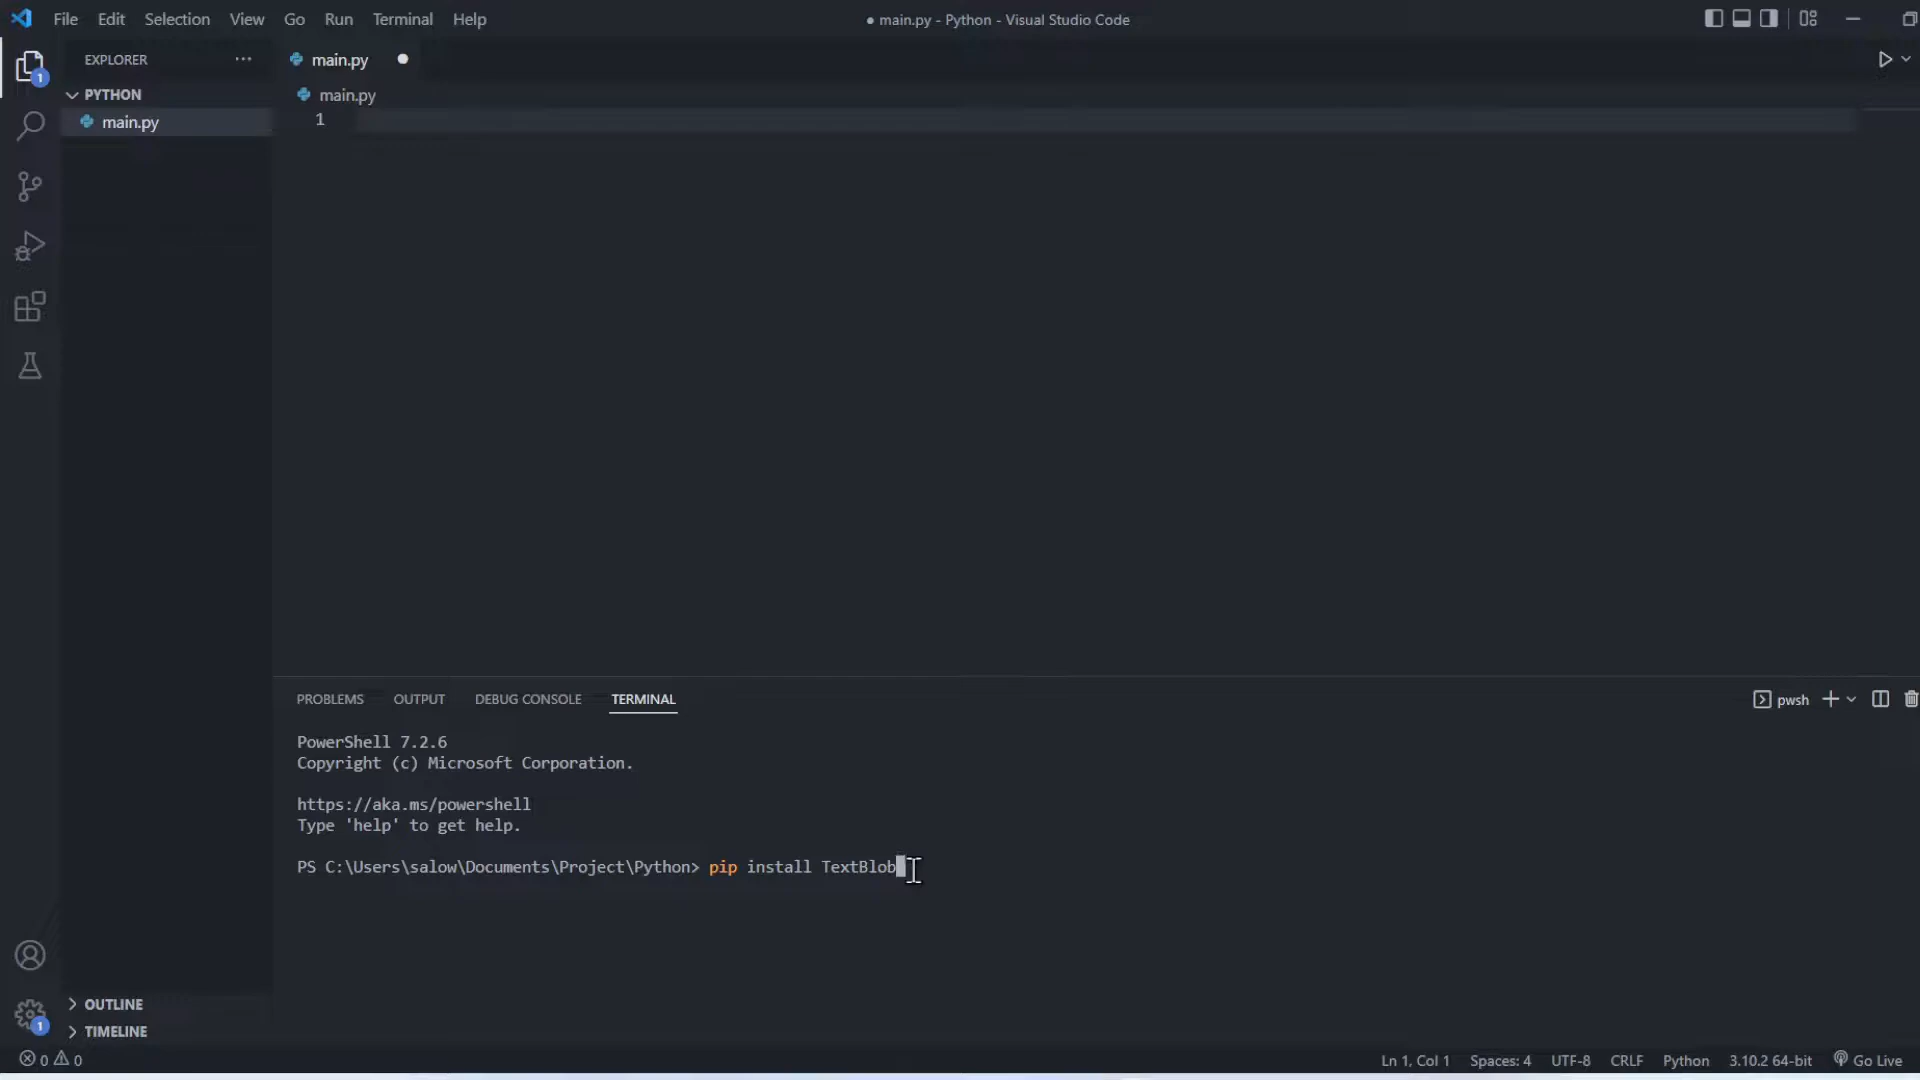 File Edit Selection View Go Run Terminal Help
● main.py - Python - Visual Studio Code
EXPLORER
main.py
1
PYTHON
main.py
main.py
1
PROBLEMS OUTPUT DEBUG CONSOLE TERMINAL
pwsh
PowerShell 7.2.6
Copyright (c) Microsoft Corporation.
https://aka.ms/powershell
Type 'help' to get help.
PS C:\Users\salow\Documents\Project\Python> pip install TextBlob
OUTLINE
1
TIMELINE
0 0
Ln 1, Col 1 Spaces: 4 UTF-8 CRLF Python 3.10.2 64-bit Go Live